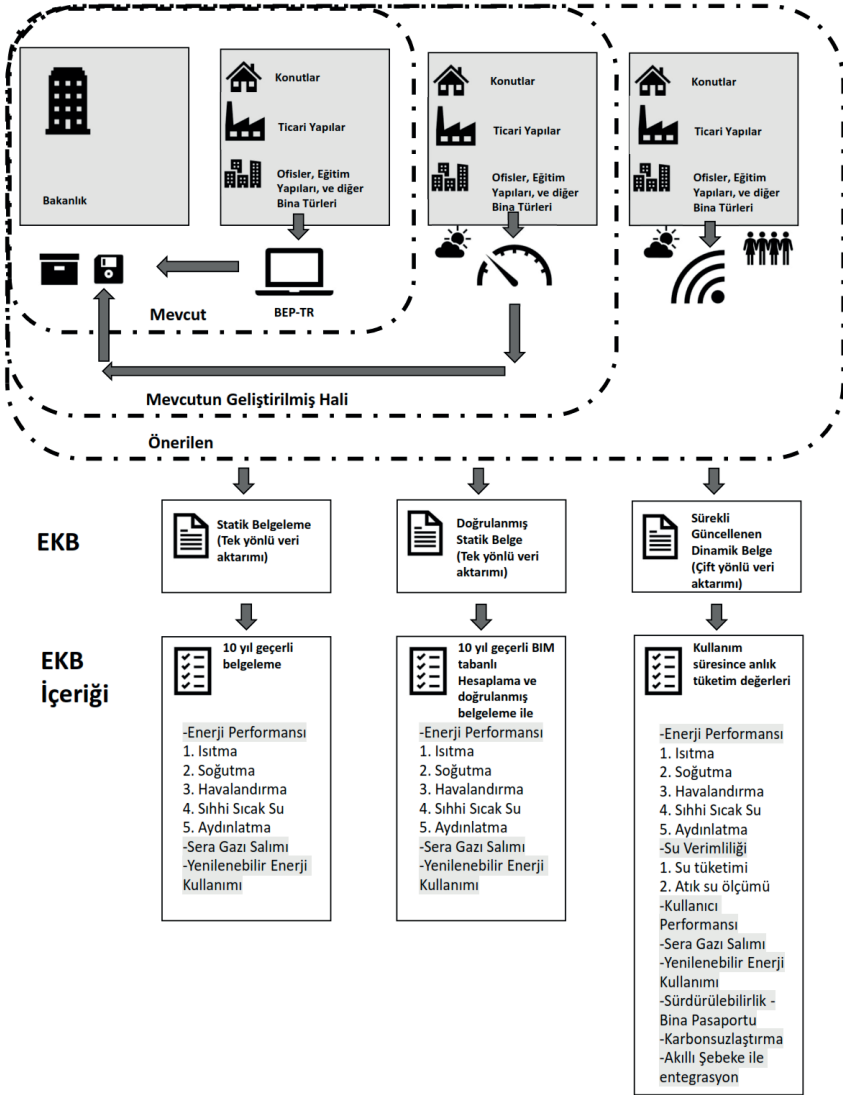 Bakanlık
Konutlar
Ticari Yapılar
Ofisler, Eğitim
Yapıları, ve diğer
Bina Türleri
BEP-TR
Mevcut
Konutlar
Ticari Yapılar
Ofisler, Eğitim
Yapıları, ve diğer
Bina Türleri
Mevcutun Geliştirilmiş Hali
Konutlar
Ticari Yapılar
Ofisler, Eğitim
Yapıları, ve diğer
Bina Türleri
Önerilen
EKB
Statik Belgeleme
(Tek yönlü veri
aktarımı)
Doğrulanmış
Statik Belge
(Tek yönlü veri
aktarımı)
Sürekli
Güncellenen
Dinamik Belge
(Çift yönlü veri
aktarımı)
EKB
İçeriği
10 yıl geçerli
belgeleme
-Enerji Performansı
1. Isıtma
2. Soğutma
3. Havalandırma
4. Sıhhi Sıcak Su
5. Aydınlatma
-Sera Gazı Salımı
-Yenilenebilir Enerji
Kullanımı
10 yıl geçerli BIM
tabanlı
Hesaplama ve
doğrulanmış
belgeleme ile
-Enerji Performansı
1. Isıtma
2. Soğutma
3. Havalandırma
4. Sıhhi Sıcak Su
5. Aydınlatma
-Sera Gazı Salımı
-Yenilenebilir Enerji
Kullanımı
Kullanım
süresince anlık
tüketim değerleri
-Enerji Performansı
1. Isıtma
2. Soğutma
3. Havalandırma
4. Sıhhi Sıcak Su
5. Aydınlatma
-Su Verimliliği
1. Su tüketimi
2. Atık su ölçümü
-Kullanıcı
Performansı
-Sera Gazı Salımı
-Yenilenebilir Enerji
Kullanımı
-Sürdürülebilirlik -
Bina Pasaportu
-Karbonsuzlaştırma
-Akıllı Şebeke ile
entegrasyon